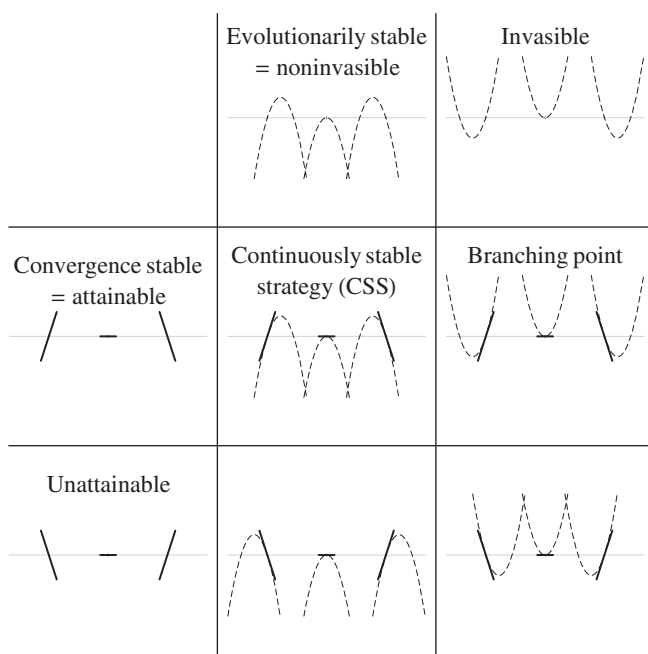 Evolutionarily stable
= noninvasible
Invasible
Convergence stable
= attainable
Continuously stable
strategy (CSS)
Branching point
Unattainable